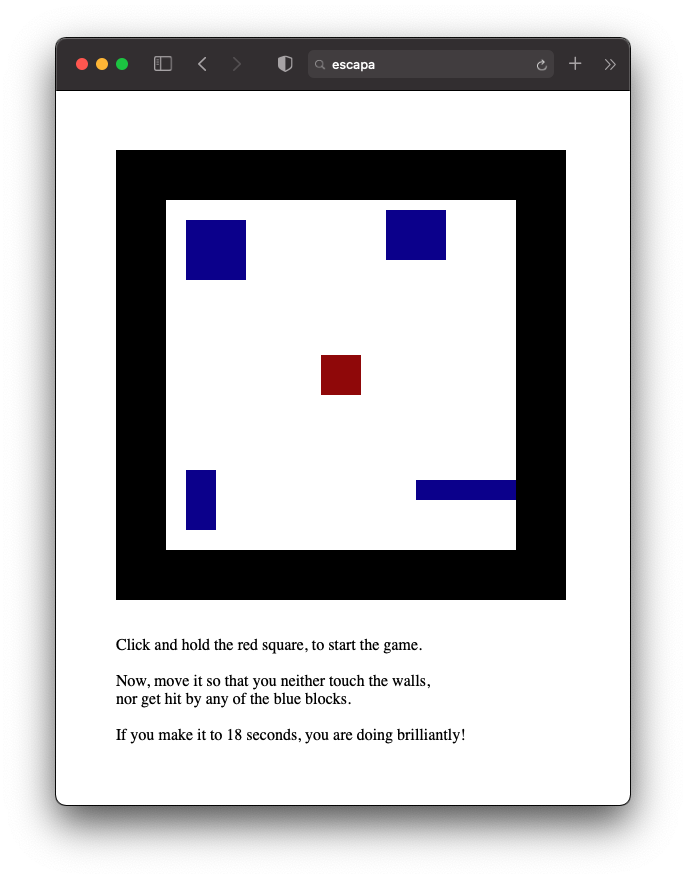 escapa
Click and hold the red square, to start the game.
Now, move it so that you neither touch the walls,
nor get hit by any of the blue blocks.
If you make it to 18 seconds, you are doing brilliantly!